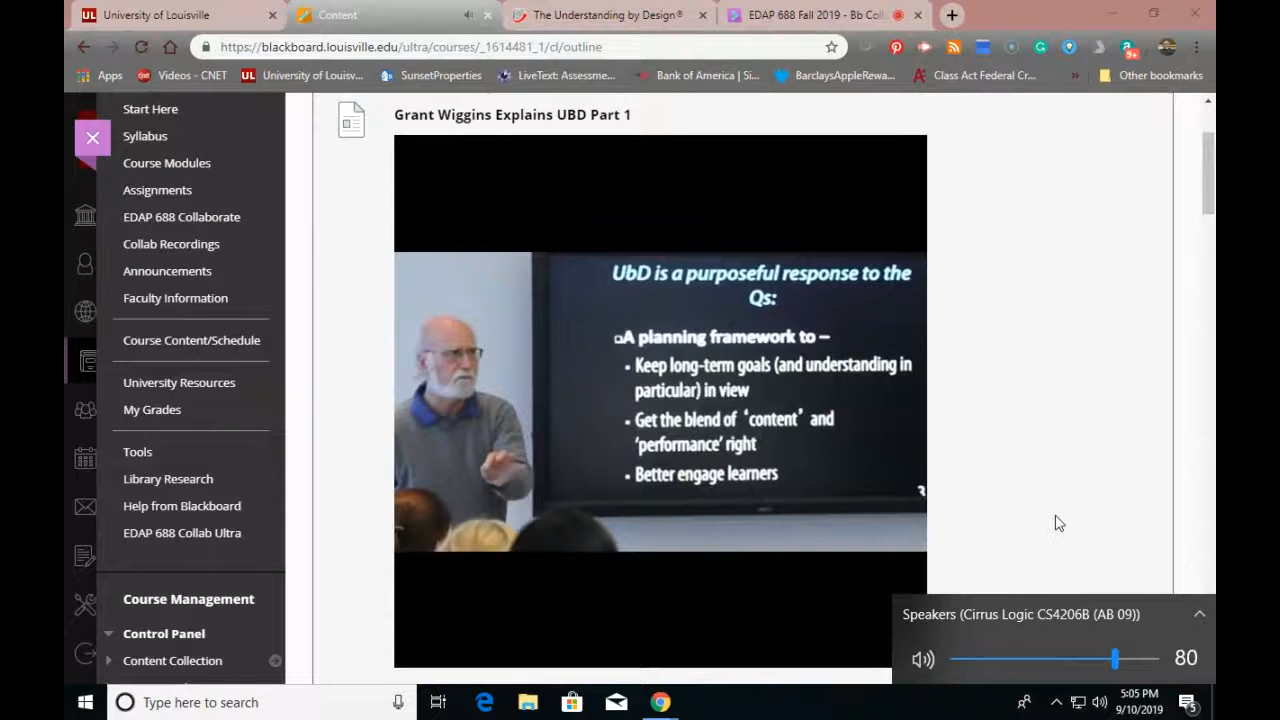 University of Louisville
Content
The Understanding by Design®
EDAP 688 Fall 2019 - Bb Coll
https://blackboard.louisville.edu/ultra/courses/_1614481_1/cl/outline
9+
Apps
Videos - CNET
University of Louisv...
SunsetProperties
LiveText: Assessme...
Bank of America | Si...
BarclaysAppleRewa...
Class Act Federal Cr...
»
Other bookmarks
Start Here
Syllabus
Course Modules
Assignments
EDAP 688 Collaborate
Collab Recordings
Announcements
Faculty Information
Course Content/Schedule
University Resources
My Grades
Tools
Library Research
Help from Blackboard
EDAP 688 Collab Ultra
Course Management
Control Panel
Content Collection
Grant Wiggins Explains UBD Part 1
UbD is a purposeful response to the
Qs:
A planning framework to –
• Keep long-term goals (and understanding in
particular) in view
• Get the blend of 'content' and
'performance' right
• Better engage learners
3
Speakers (Cirrus Logic CS4206B (AB 09))
80
Type here to search
5:05 PM
9/10/2019
5